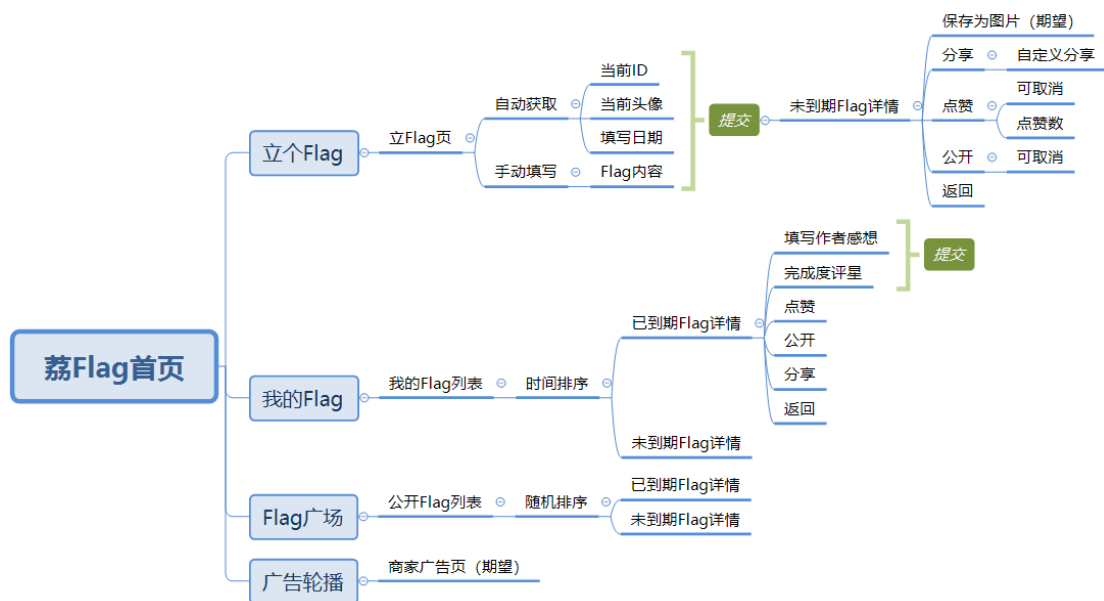 荔Flag首页
立个Flag
立Flag页
自动获取
当前ID
当前头像
填写日期
手动填写
Flag内容
提交
未到期Flag详情
保存为图片（期望）
分享
自定义分享
点赞
可取消
点赞数
公开
可取消
返回
我的Flag
我的Flag列表
时间排序
已到期Flag详情
填写作者感想
完成度评星
提交
点赞
公开
分享
返回
未到期Flag详情
Flag广场
公开Flag列表
随机排序
已到期Flag详情
未到期Flag详情
广告轮播
商家广告页（期望）